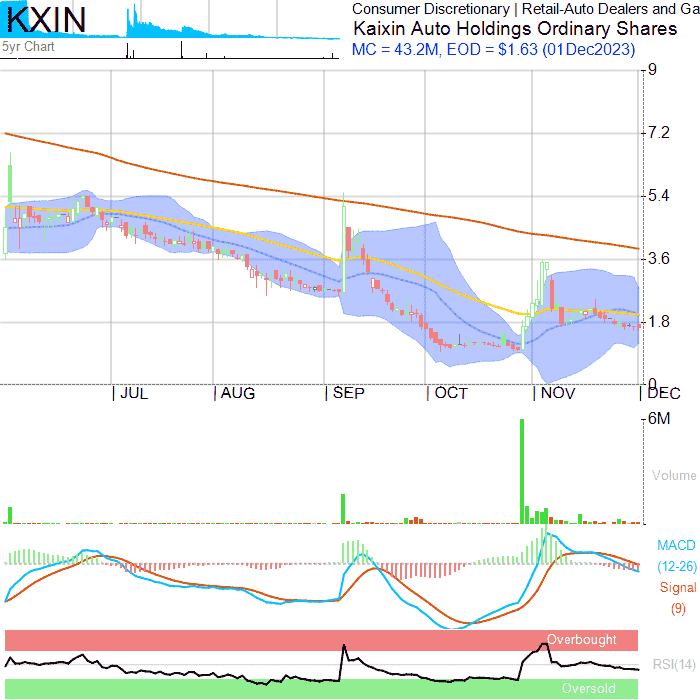 KXIN
Consumer Discretionary | Retail-Auto Dealers and Ga
Kaixin Auto Holdings Ordinary Shares
5yr Chart
MC = 43.2M, EOD = $1.63 (01Dec2023)
9
7.2
5.4
3.6
1.8
0
JUL
AUG
SEP
OCT
NOV
DEC
6M
Volume
MACD
(12-26)
Signal
(9)
Overbought
RSI(14)
Oversold